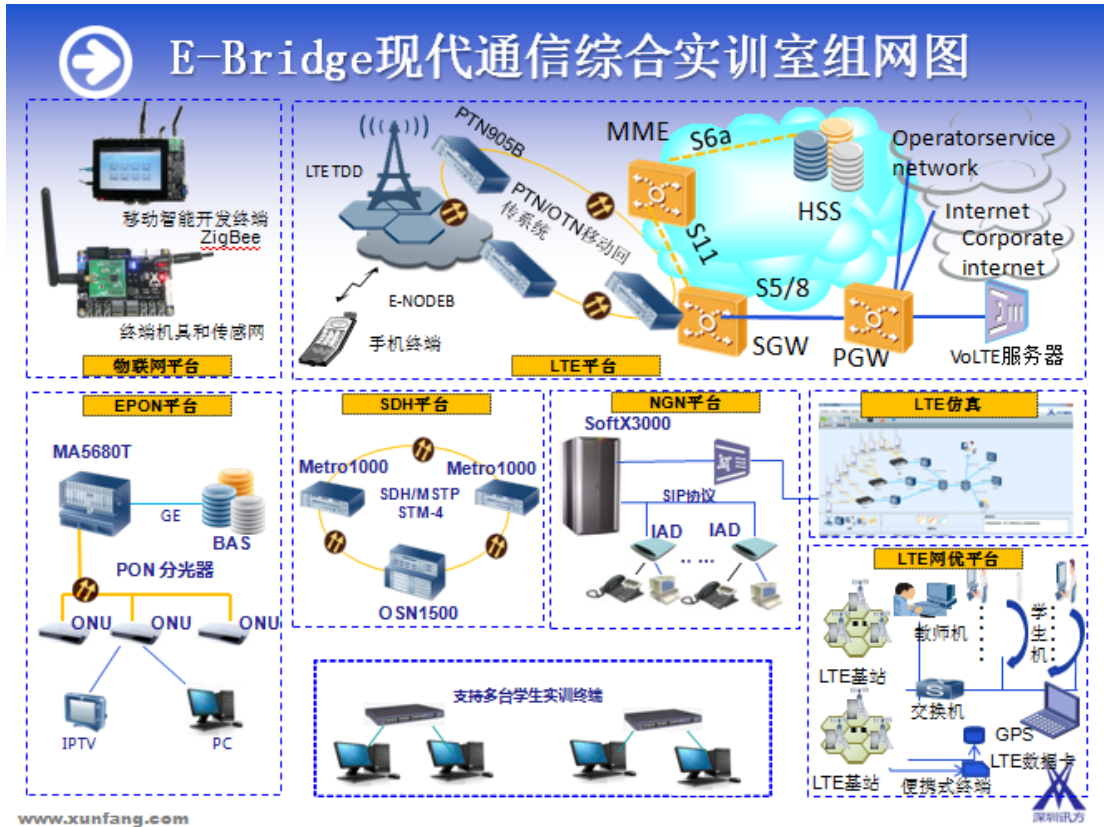 E-Bridge现代通信综合实训室组网图
移动智能开发终端
ZigBee
终端机具和传感网
物联网平台
LTE TDD
PTN905B
PTN/OTN移动回
传系统
E-NODEB
手机终端
MME
S6a
HSS
S11
S5/8
SGW
PGW
Operatorservice
network
Internet
Corporate
internet
VoLTE服务器
LTE平台
EPON平台
MA5680T
GE
BAS
PON 分光器
ONU
ONU
ONU
IPTV
PC
SDH平台
Metro1000
Metro1000
SDH/MSTP
STM-4
OSN1500
NGN平台
SoftX3000
SIP协议
IAD
IAD
LTE仿真
LTE网优平台
教师机
学生机
LTE基站
交换机
GPS
LTE数据卡
LTE基站
便携式终端
支持多台学生实训终端
www.xunfang.com
深圳讯方